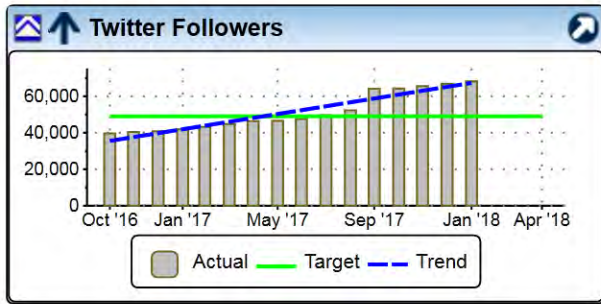 Twitter Followers
60,000
40,000
20,000
0
Oct '16 Jan '17 May '17 Sep '17 Jan '18 Apr '18
Actual Target Trend